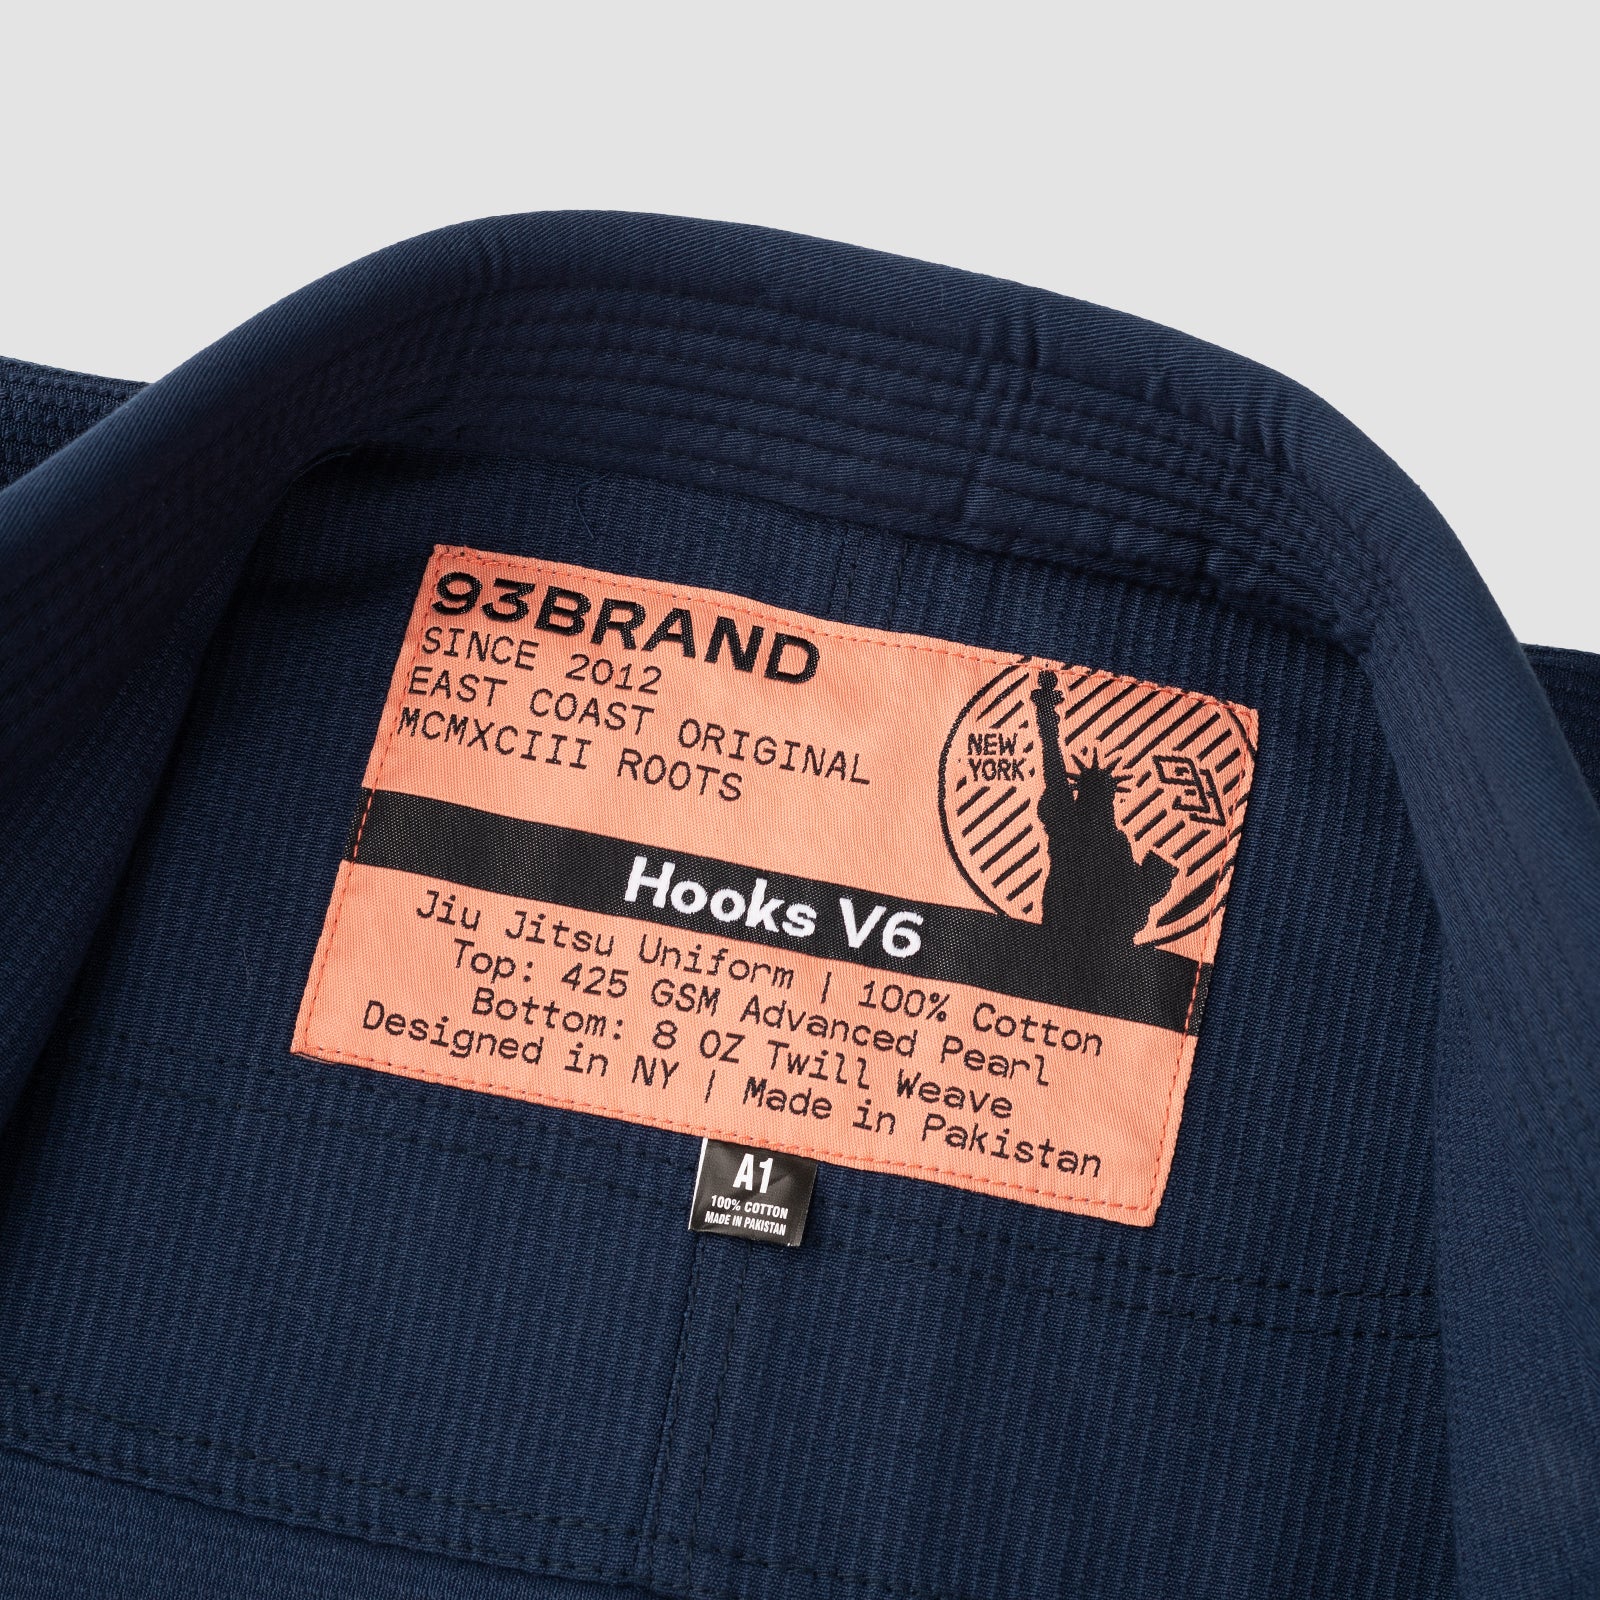 93BRAND
SINCE 2012
EAST COAST ORIGINAL
MCMXCIII ROOTS
NEW
YORK
93
Hooks V6
Jiu Jitsu Uniform | 100% Cotton
Top: 425 GSM Advanced Pearl
Bottom: 8 OZ Twill Weave
Designed in NY | Made in Pakistan
A1
100% COTTON
MADE IN PAKISTAN